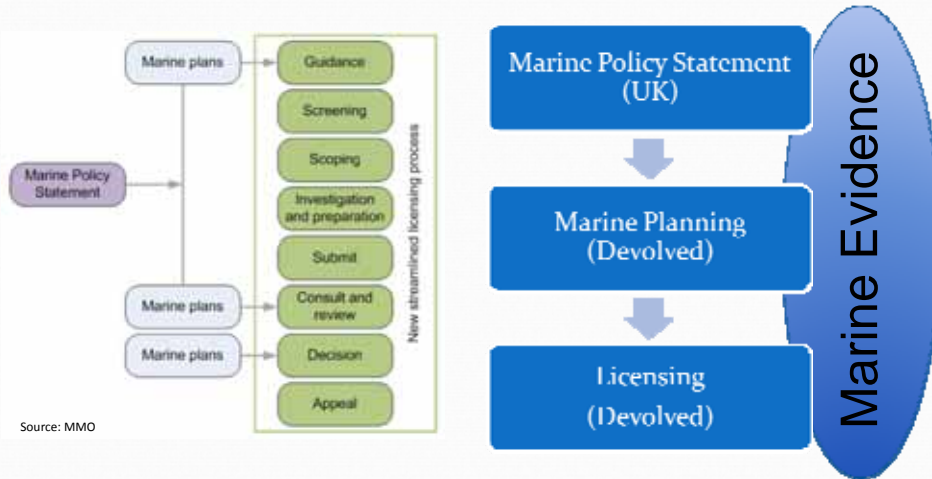 Marine plans
Guidance
Screening
Scoping
Marine Policy
Statement
Investigation
and preparation
Submit
Marine plans
Consult and
review
Marine plans
Decision
Appeal
New streamlined licensing process
Source: MMO
Marine Policy Statement
(UK)
Marine Planning
(Devolved)
Licensing
(Devolved)
Marine Evidence